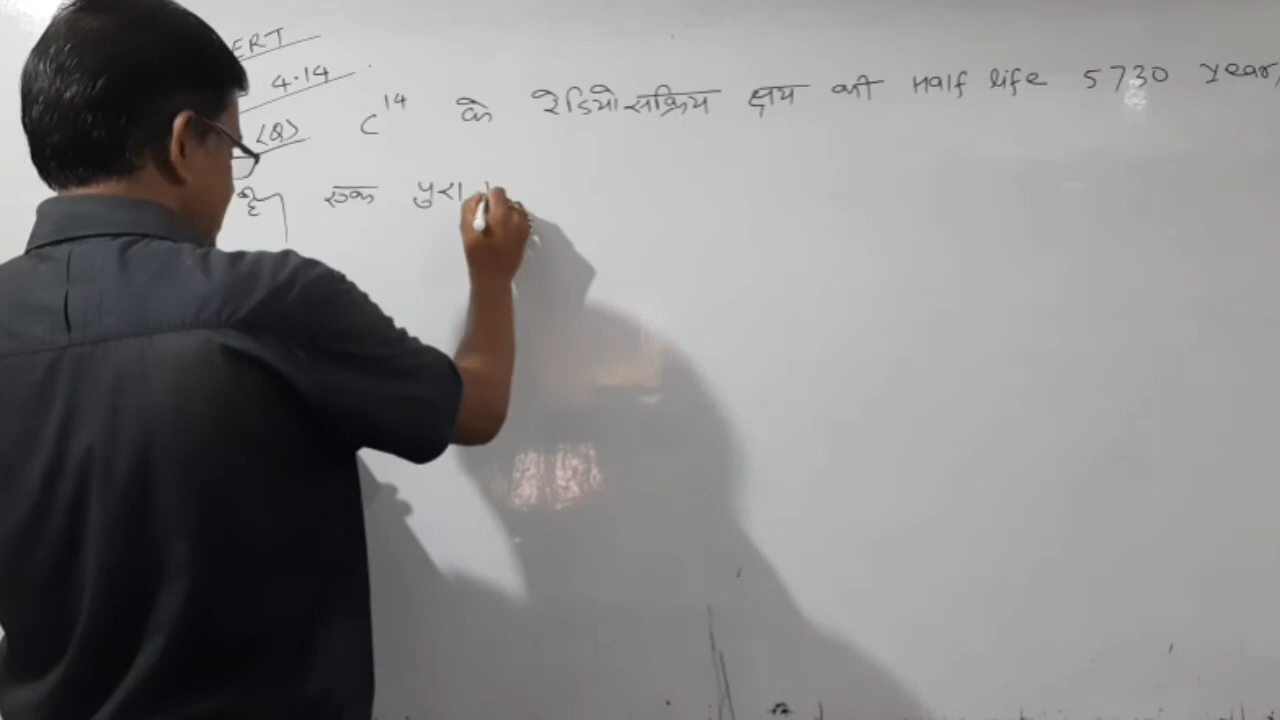 ERT
4.14
(Q) C14 के रेडियोसक्रिय क्षय की Half life 5730 year,
है। एक पुरा